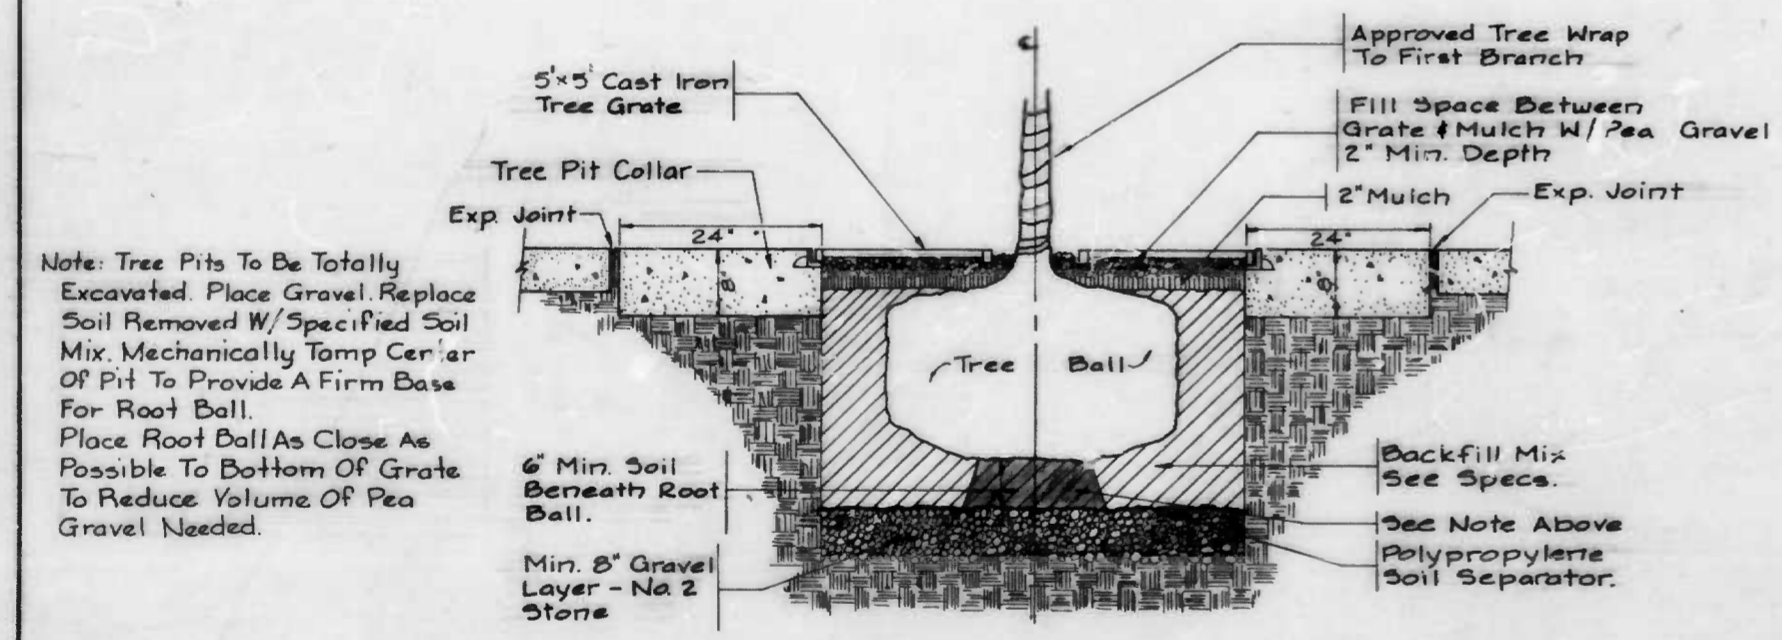 Note: Tree Pits To Be Totally
Excavated. Place Gravel. Replace
Soil Removed W/Specified Soil
Mix. Mechanically Tamp Center
Of Pit To Provide A Firm Base
For Root Ball.
Place Root Ball As Close As
Possible To Bottom Of Grate
To Reduce Volume Of Pea
Gravel Needed.
5'x5' Cast Iron
Tree Grate
Tree Pit Collar
Exp. Joint
24"
8"
6" Min. Soil
Beneath Root
Ball.
Min. 8" Gravel
Layer - No. 2
Stone
℄
Tree Ball
Approved Tree Wrap
To First Branch
Fill Space Between
Grate & Mulch W/ Pea Gravel
2" Min. Depth
2" Mulch
Exp. Joint
24"
8"
Backfill Mix
See Specs.
See Note Above
Polypropylene
Soil Separator.